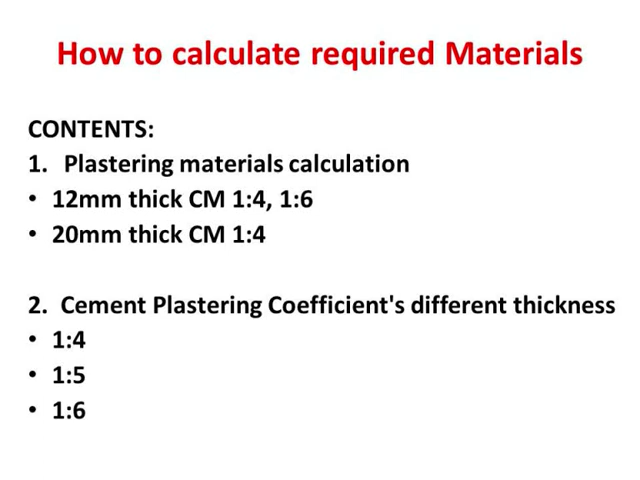 How to calculate required Materials
CONTENTS:
1. Plastering materials calculation
• 12mm thick CM 1:4, 1:6
• 20mm thick CM 1:4
2. Cement Plastering Coefficient's different thickness
• 1:4
• 1:5
• 1:6